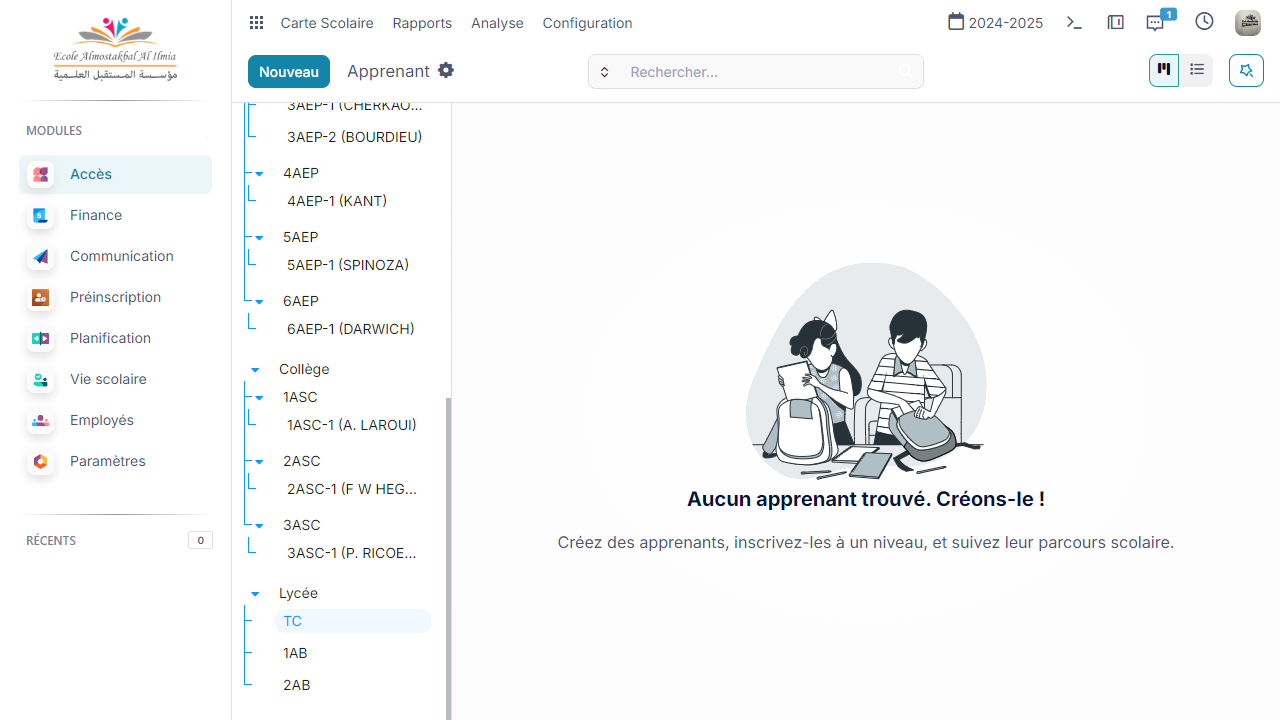 Ecole Almostakbal Al Ilmia
مؤسسة المستقبل العلمية
MODULES
Accès
Finance
Communication
Préinscription
Planification
Vie scolaire
Employés
Paramètres
RÉCENTS
0
Carte Scolaire
Rapports
Analyse
Configuration
2024-2025
1
Nouveau
Apprenant
Rechercher...
3AEP-1 (CHERKAO...
3AEP-2 (BOURDIEU)
4AEP
4AEP-1 (KANT)
5AEP
5AEP-1 (SPINOZA)
6AEP
6AEP-1 (DARWICH)
Collège
1ASC
1ASC-1 (A. LAROUI)
2ASC
2ASC-1 (F W HEG...
3ASC
3ASC-1 (P. RICOE...
Lycée
TC
1AB
2AB
Aucun apprenant trouvé. Créons-le !
Créez des apprenants, inscrivez-les à un niveau, et suivez leur parcours scolaire.